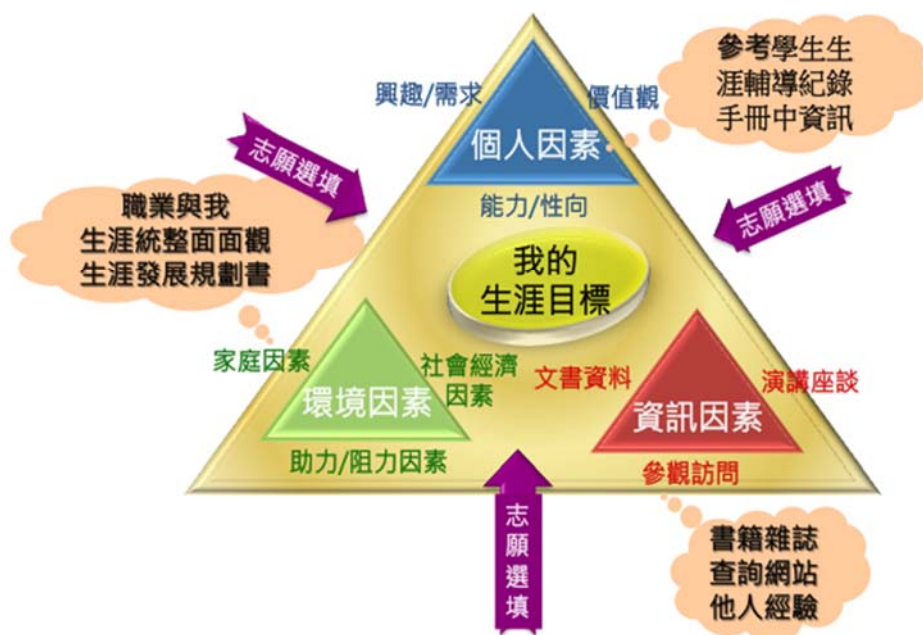 參考學生生
涯輔導紀錄
手冊中資訊
興趣/需求
價值觀
個人因素
能力/性向
志願選填
志願選填
職業與我
生涯統整面面觀
生涯發展規劃書
我的
生涯目標
家庭因素
社會經濟
因素
環境因素
助力/阻力因素
文書資料
演講座談
資訊因素
參觀訪問
志願選填
書籍雜誌
查詢網站
他人經驗